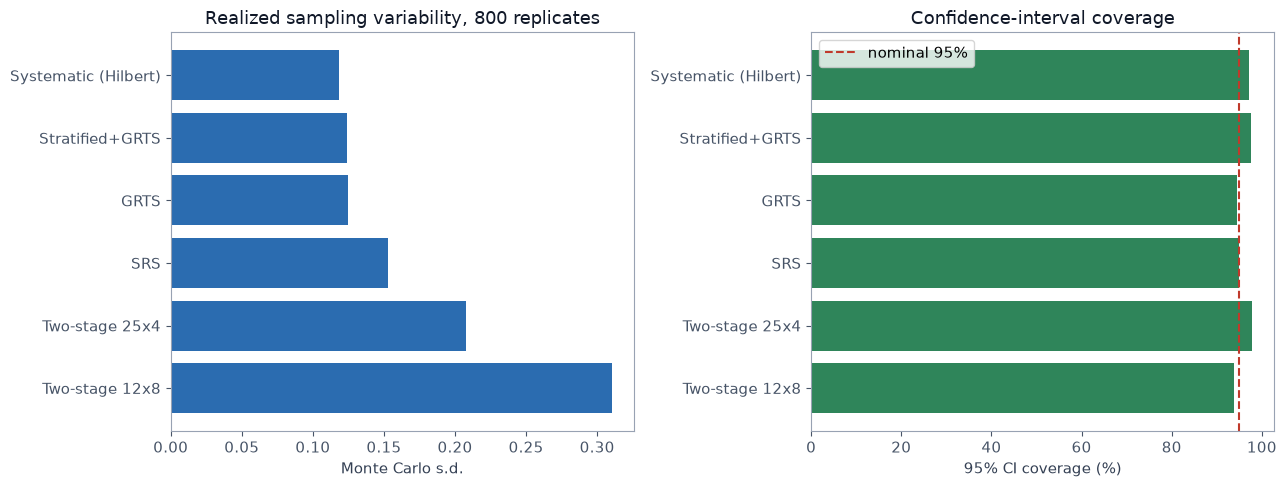 Realized sampling variability, 800 replicates
Systematic (Hilbert)
Stratified+GRTS
GRTS
SRS
Two-stage 25x4
Two-stage 12x8
0.00 0.05 0.10 0.15 0.20 0.25 0.30
Monte Carlo s.d.
Confidence-interval coverage
nominal 95%
Systematic (Hilbert)
Stratified+GRTS
GRTS
SRS
Two-stage 25x4
Two-stage 12x8
0 20 40 60 80 100
95% CI coverage (%)